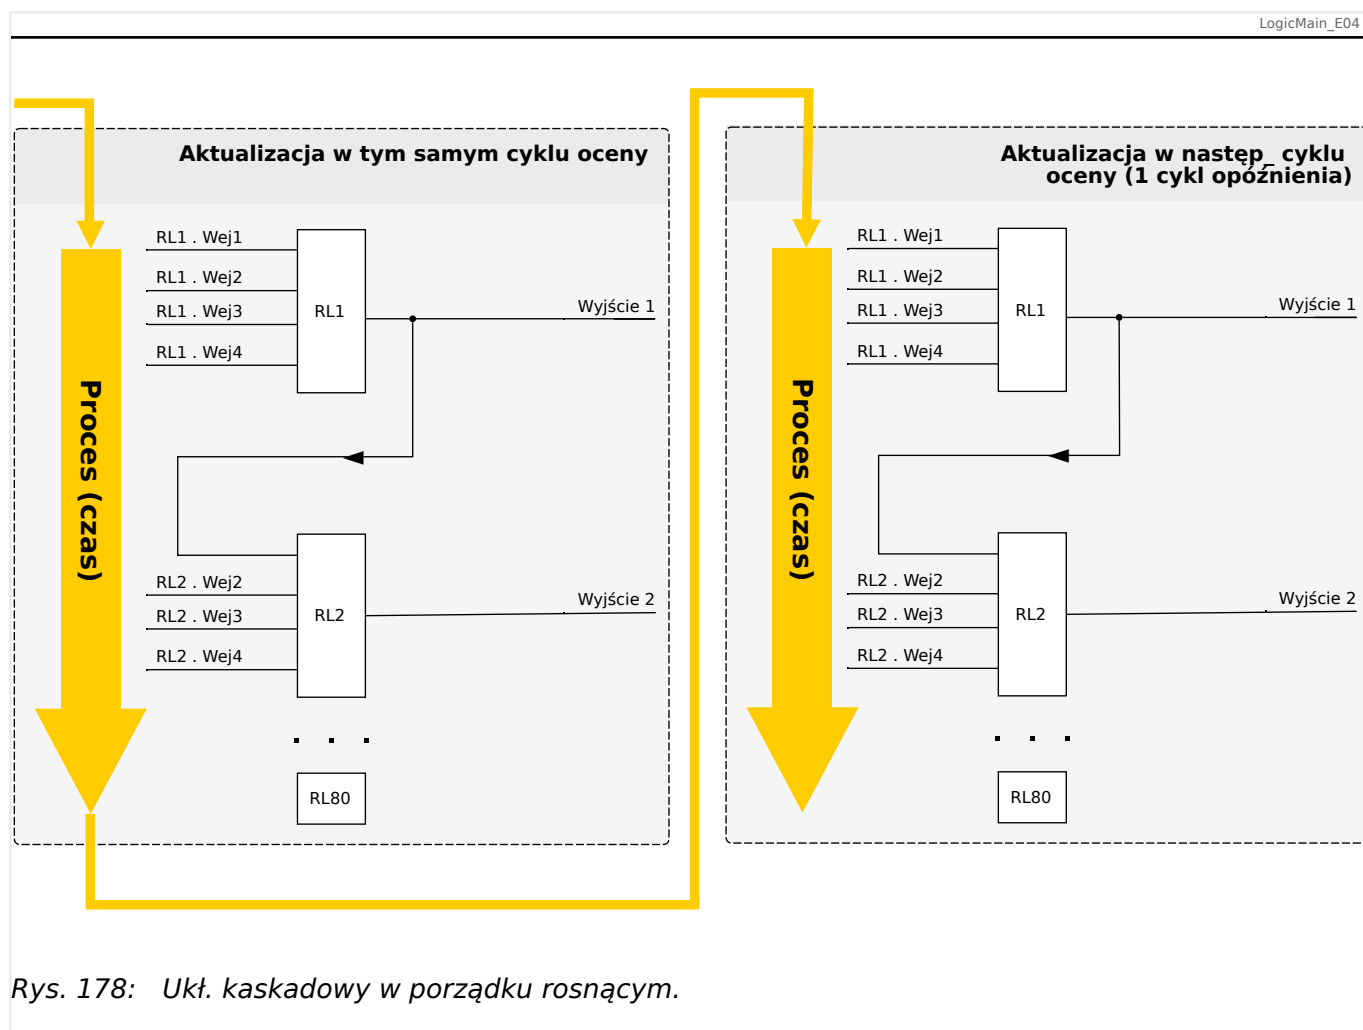 LogicMain_E04
Aktualizacja w tym samym cyklu oceny
RL1 . Wej1
RL1 . Wej2
RL1 . Wej3
RL1 . Wej4
RL1
Wyjście 1
Proces (czas)
RL2 . Wej2
RL2 . Wej3
RL2 . Wej4
RL2
Wyjście 2
. . .
RL80
Aktualizacja w następ_ cyklu
oceny (1 cykl opóźnienia)
RL1 . Wej1
RL1 . Wej2
RL1 . Wej3
RL1 . Wej4
RL1
Wyjście 1
Proces (czas)
RL2 . Wej2
RL2 . Wej3
RL2 . Wej4
RL2
Wyjście 2
. . .
RL80
Rys. 178: Ukł. kaskadowy w porządku rosnącym.